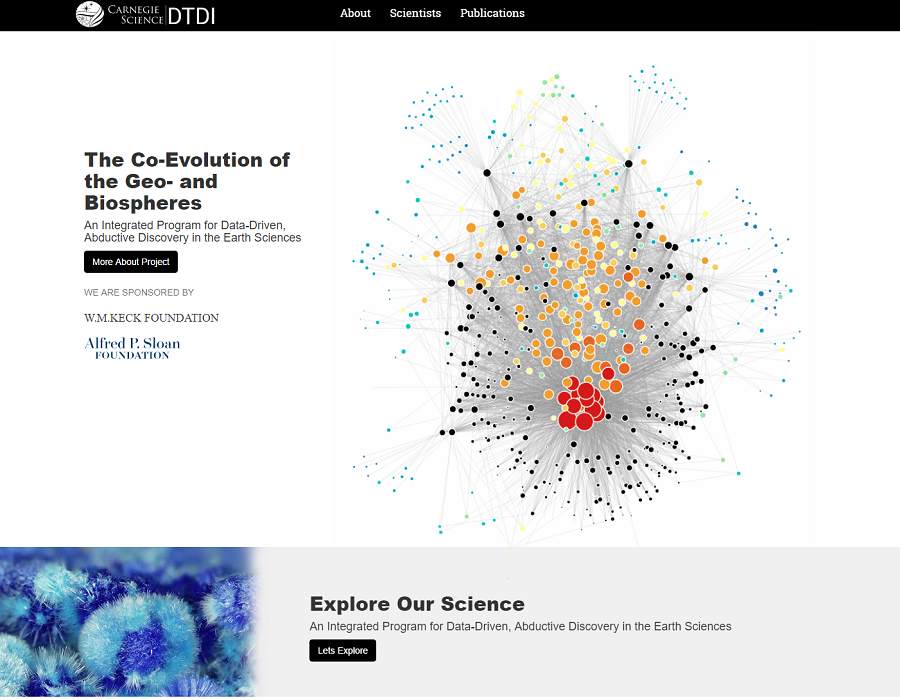 CARNEGIE
SCIENCE DTDI
About Scientists Publications
The Co-Evolution of
the Geo- and
Biospheres
An Integrated Program for Data-Driven,
Abductive Discovery in the Earth Sciences
More About Project
WE ARE SPONSORED BY
W.M.KECK FOUNDATION
Alfred P. Sloan
FOUNDATION
Explore Our Science
An Integrated Program for Data-Driven, Abductive Discovery in the Earth Sciences
Lets Explore